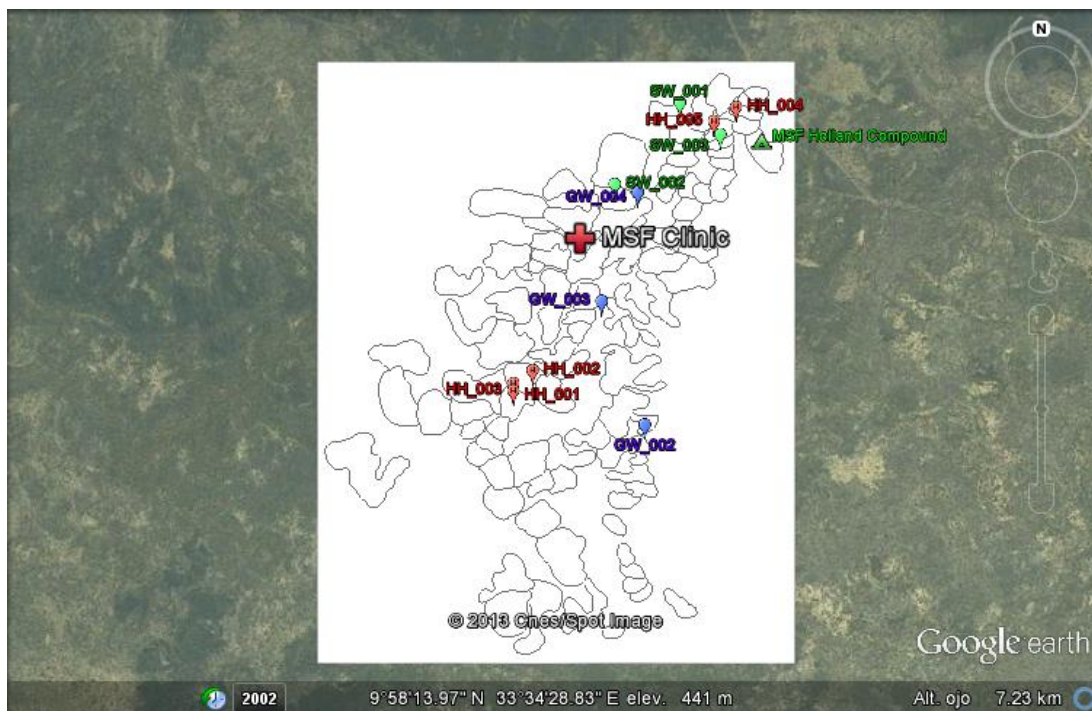 N
SW_001
HH_004
HH_005
MSF Holland Compound
SW_003
SW_002
GW_004
MSF Clinic
GW_003
HH_002
HH_003
HH_001
GW_002
© 2013 Cnes/Spot Image
Google earth
2002
9°58'13.97" N 33°34'28.83" E elev. 441 m
Alt. ojo 7.23 km